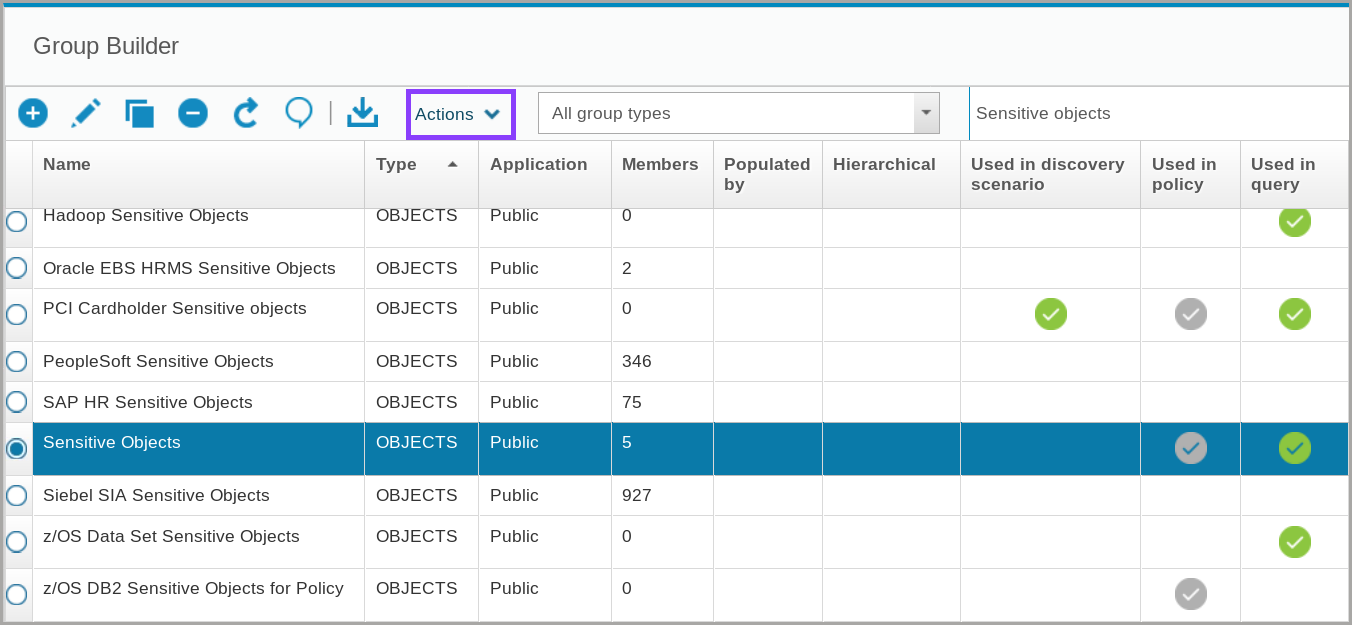 Group Builder
Actions All group types Sensitive objects
Name Type Application Members Populated by Hierarchical Used in discovery scenario Used in policy Used in query
Hadoop Sensitive Objects OBJECTS Public 0
Oracle EBS HRMS Sensitive Objects OBJECTS Public 2
PCI Cardholder Sensitive objects OBJECTS Public 0
PeopleSoft Sensitive Objects OBJECTS Public 346
SAP HR Sensitive Objects OBJECTS Public 75
Sensitive Objects OBJECTS Public 5
Siebel SIA Sensitive Objects OBJECTS Public 927
z/OS Data Set Sensitive Objects OBJECTS Public 0
z/OS DB2 Sensitive Objects for Policy OBJECTS Public 0